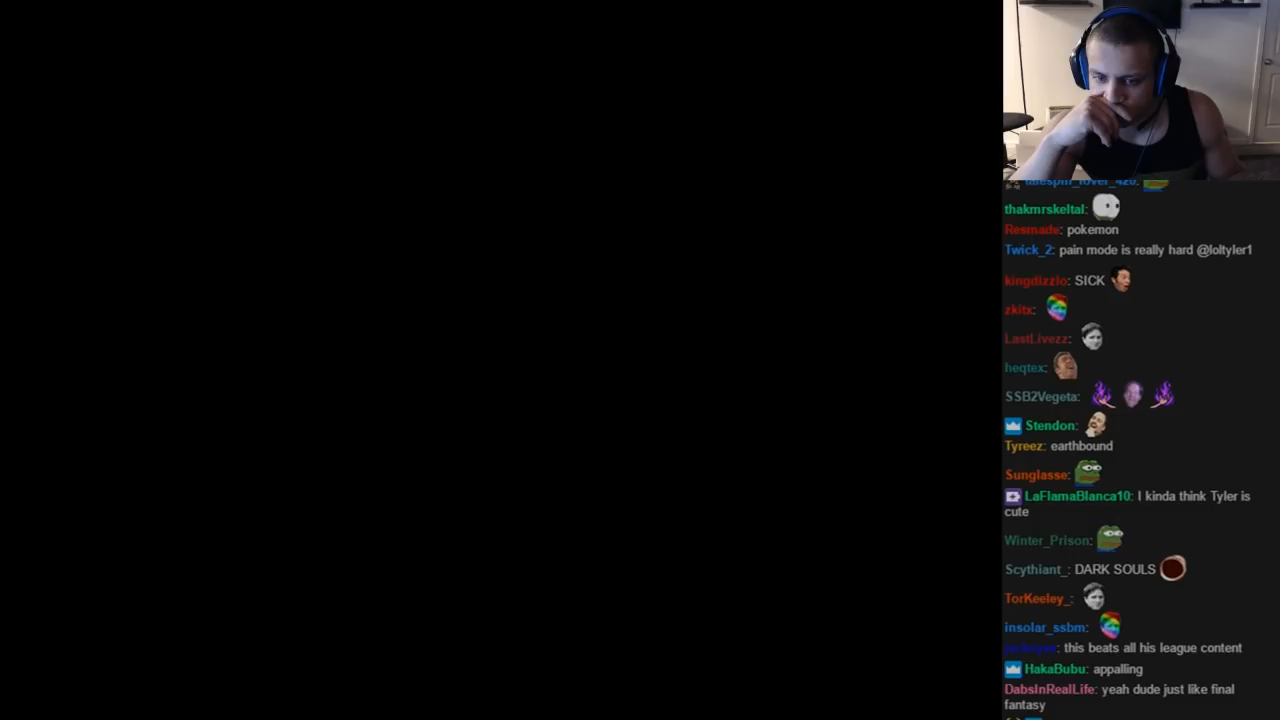 talespin_lover_420:
thakmrskeltal:
Resmade: pokemon
Twick_2: pain mode is really hard @loltyler1
kingdizzlo: SICK
zkitx:
LastLivezz:
heqtex:
SSB2Vegeta:
Stendon:
Tyreez: earthbound
Sunglasse:
LaFlamaBlanca10: I kinda think Tyler is
cute
Winter_Prison:
Scythiant_: DARK SOULS
TorKeeley_:
insolar_ssbm:
: this beats all his league content
HakaBubu: appalling
DabsInRealLife: yeah dude just like final
fantasy